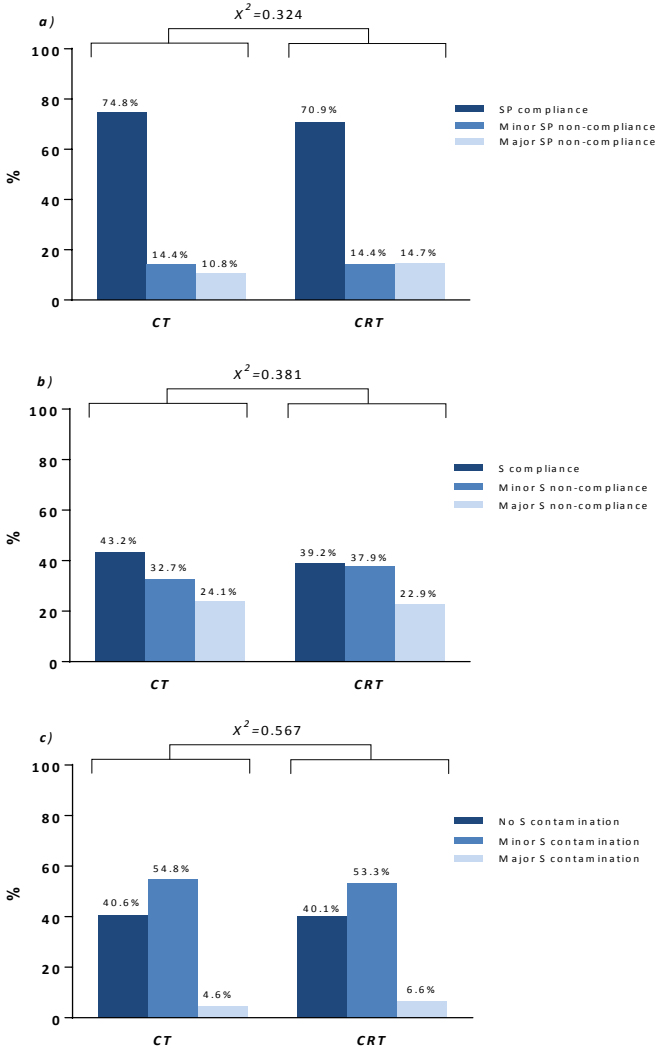 a)
X²=0.324
100
80
60
40
20
0
%
74.8%
14.4%
10.8%
70.9%
14.4%
14.7%
CT
CRT
SP compliance
Minor SP non-compliance
Major SP non-compliance
b)
X²=0.381
100
80
60
40
20
0
%
43.2%
32.7%
24.1%
39.2%
37.9%
22.9%
CT
CRT
S compliance
Minor S non-compliance
Major S non-compliance
c)
X²=0.567
100
80
60
40
20
0
%
40.6%
54.8%
4.6%
40.1%
53.3%
6.6%
CT
CRT
No S contamination
Minor S contamination
Major S contamination